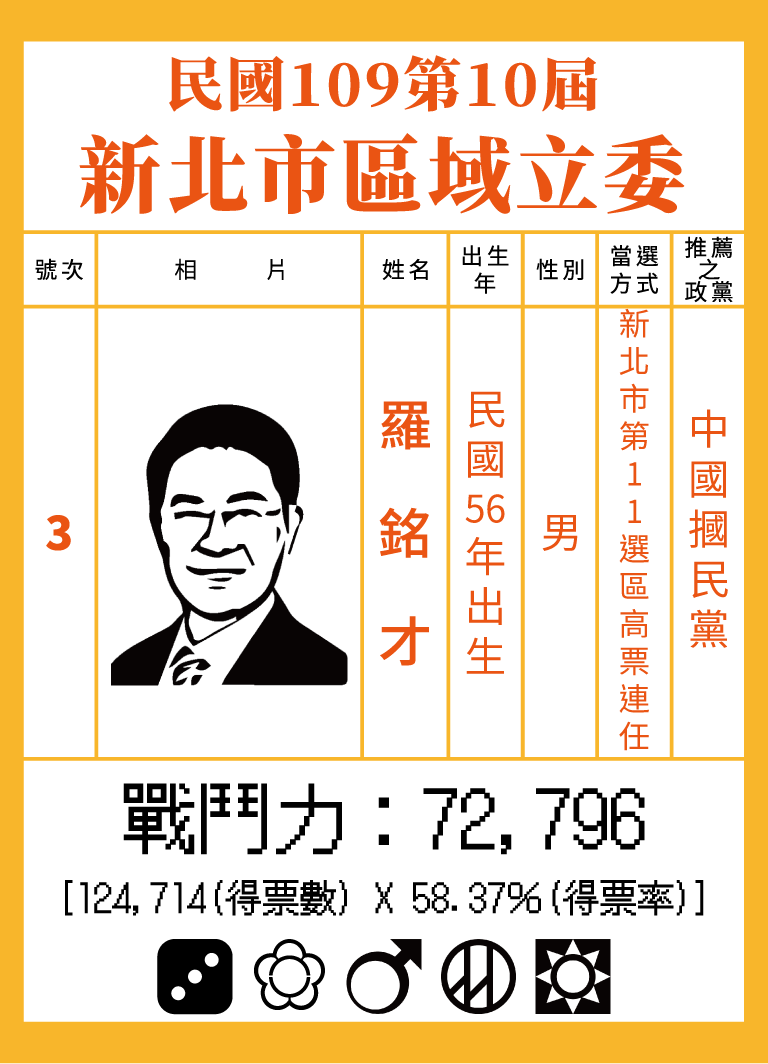 民國109第10屆
新北市區域立委
號次
相 片
姓名
出生
年
性別
當選
方式
推薦
之
政黨
3
羅銘才
民國56年出生
男
新北市第11選區高票連任
中國摑民黨
戰鬥力：72,796
[124,714(得票數) X 58.37%(得票率)]